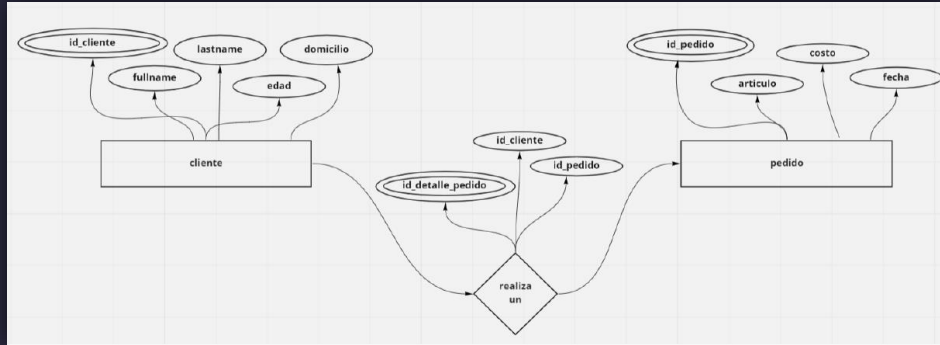 id_cliente
lastname
domicilio
fullname
edad
cliente
id_pedido
costo
articulo
fecha
pedido
id_cliente
id_pedido
id_detalle_pedido
realiza
un